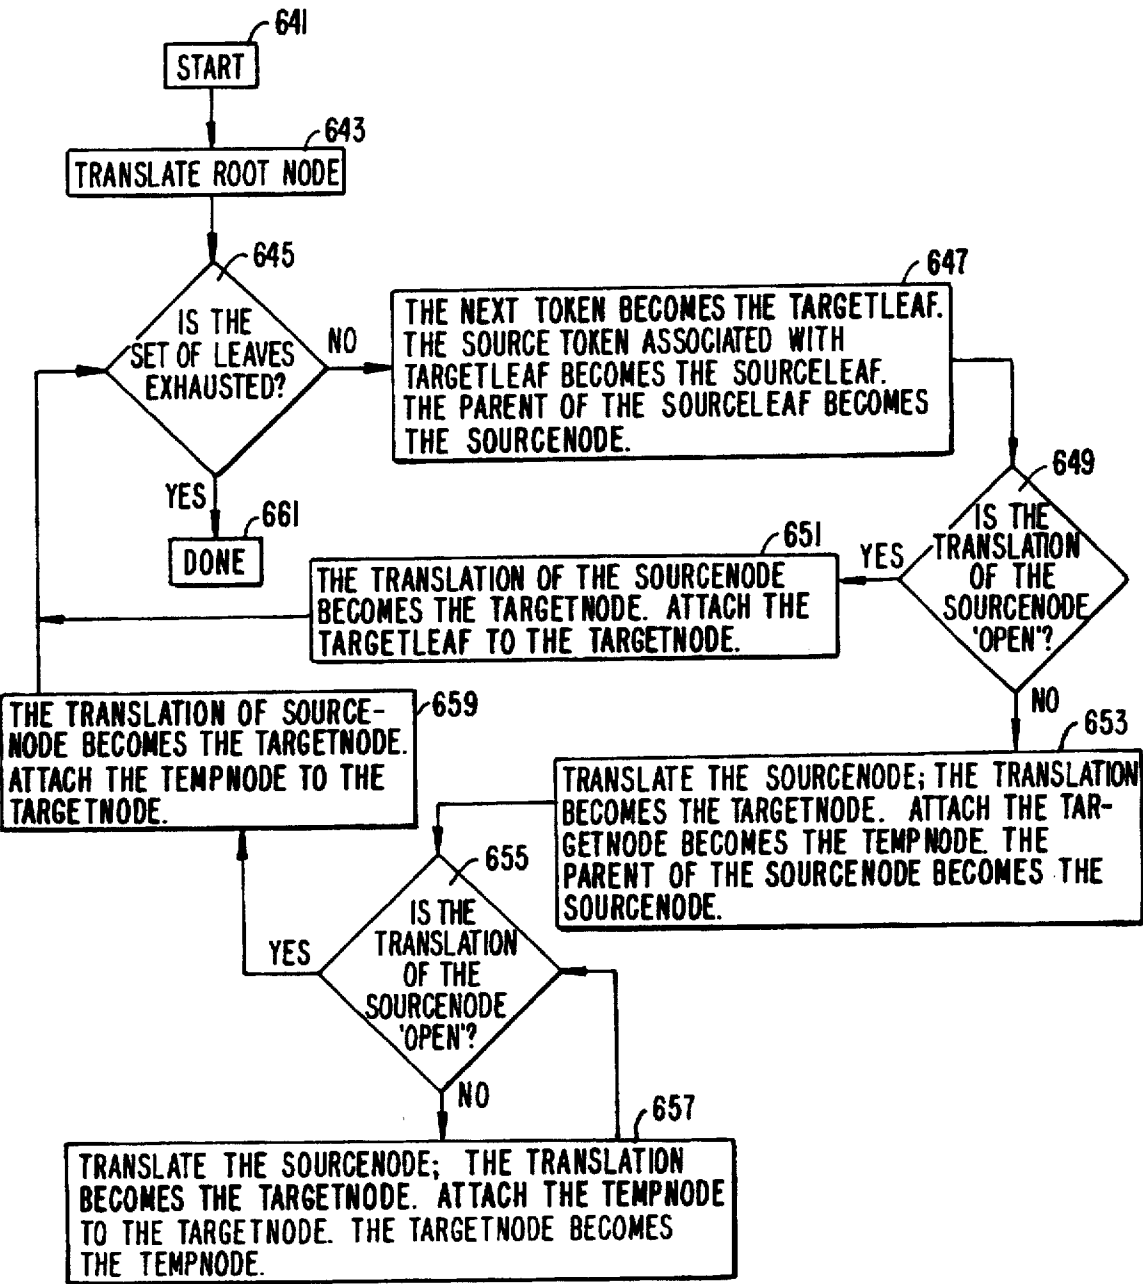 641
START
643
TRANSLATE ROOT NODE
645
IS THE
SET OF LEAVES
EXHAUSTED?
NO
YES
661
DONE
647
THE NEXT TOKEN BECOMES THE TARGETLEAF.
THE SOURCE TOKEN ASSOCIATED WITH
TARGETLEAF BECOMES THE SOURCELEAF.
THE PARENT OF THE SOURCELEAF BECOMES
THE SOURCENODE.
649
IS THE
TRANSLATION
OF THE
SOURCENODE
'OPEN'?
YES
NO
651
THE TRANSLATION OF THE SOURCENODE
BECOMES THE TARGETNODE. ATTACH THE
TARGETLEAF TO THE TARGETNODE.
653
TRANSLATE THE SOURCENODE; THE TRANSLATION
BECOMES THE TARGETNODE. ATTACH THE TAR-
GETNODE BECOMES THE TEMPNODE. THE
PARENT OF THE SOURCENODE BECOMES THE
SOURCENODE.
655
IS THE
TRANSLATION
OF THE
SOURCENODE
'OPEN'?
YES
NO
659
THE TRANSLATION OF SOURCE-
NODE BECOMES THE TARGETNODE.
ATTACH THE TEMPNODE TO THE
TARGETNODE.
657
TRANSLATE THE SOURCENODE; THE TRANSLATION
BECOMES THE TARGETNODE. ATTACH THE TEMPNODE
TO THE TARGETNODE. THE TARGETNODE BECOMES
THE TEMPNODE.